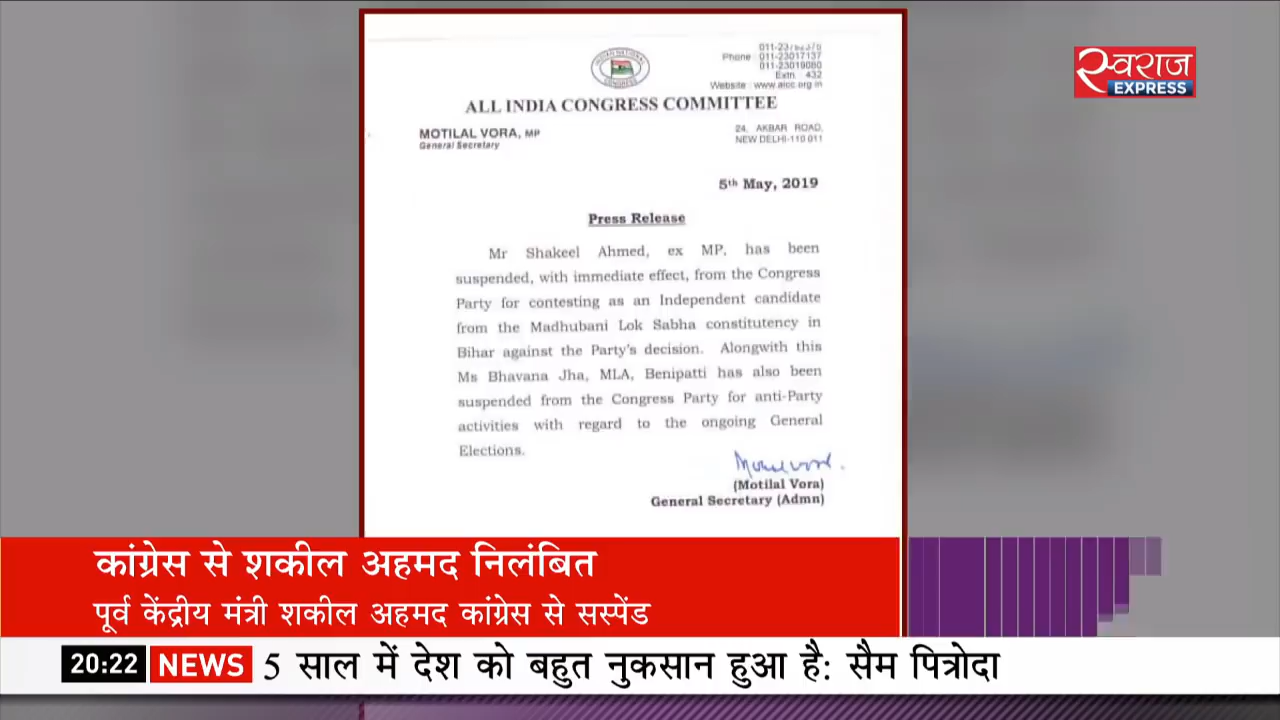 INDIAN NATIONAL
CONGRESS
Phone : 011-23017137
011-23019080
Extn. 432
Website : www.aicc.org.in
ALL INDIA CONGRESS COMMITTEE
MOTILAL VORA, MP
General Secretary
24, AKBAR ROAD,
NEW DELHI-110 011
5th May, 2019
Press Release
Mr Shakeel Ahmed, ex MP, has been
suspended, with immediate effect, from the Congress
Party for contesting as an Independent candidate
from the Madhubani Lok Sabha constitutency in
Bihar against the Party's decision. Alongwith this
Ms Bhavana Jha, MLA, Benipatti has also been
suspended from the Congress Party for anti-Party
activities with regard to the ongoing General
Elections.
(Motilal Vora)
General Secretary (Admn)
स्वराज
EXPRESS
कांग्रेस से शकील अहमद निलंबित
पूर्व केंद्रीय मंत्री शकील अहमद कांग्रेस से सस्पेंड
20:22 NEWS 5 साल में देश को बहुत नुकसान हुआ है: सैम पित्रोदा